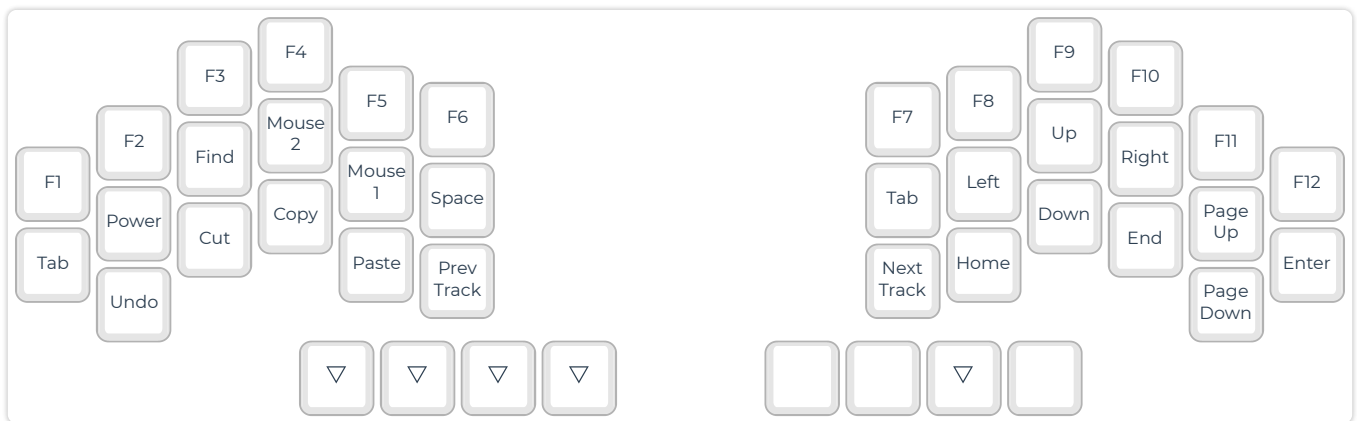 F1
F2
F3
F4
F5
F6
F7
F8
F9
F10
F11
F12
Tab
Power
Find
Mouse
2
Mouse
1
Space
Tab
Left
Up
Right
Page
Up
Enter
Undo
Cut
Copy
Paste
Prev
Track
Next
Track
Home
Down
End
Page
Down
▽
▽
▽
▽
▽